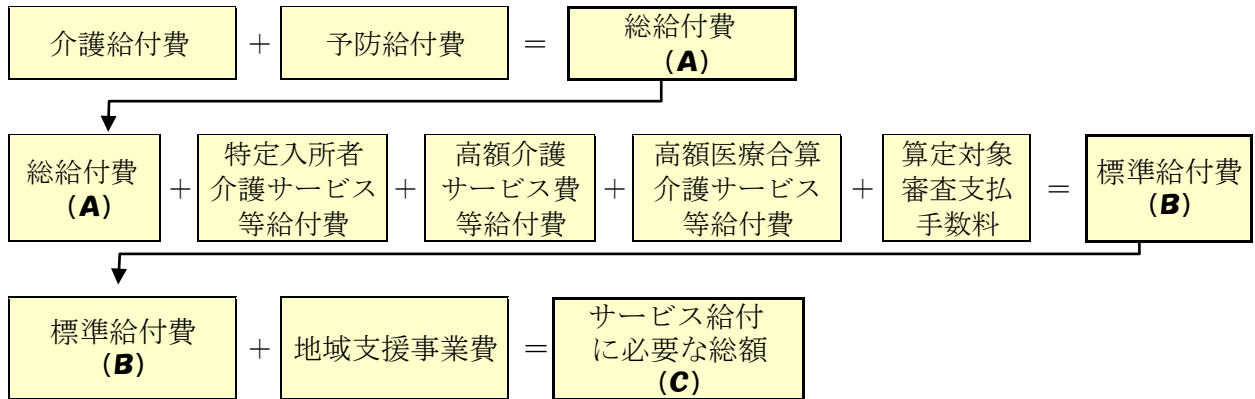 介護給付費 + 予防給付費 = 総給付費
(A)
総給付費
(A)
+
特定入所者
介護サービス
等給付費
+
高額介護
サービス費
等給付費
+
高額医療合算
介護サービス
等給付費
+
算定対象
審査支払
手数料
=
標準給付費
(B)
標準給付費
(B)
+
地域支援事業費
=
サービス給付
に必要な総額
(C)